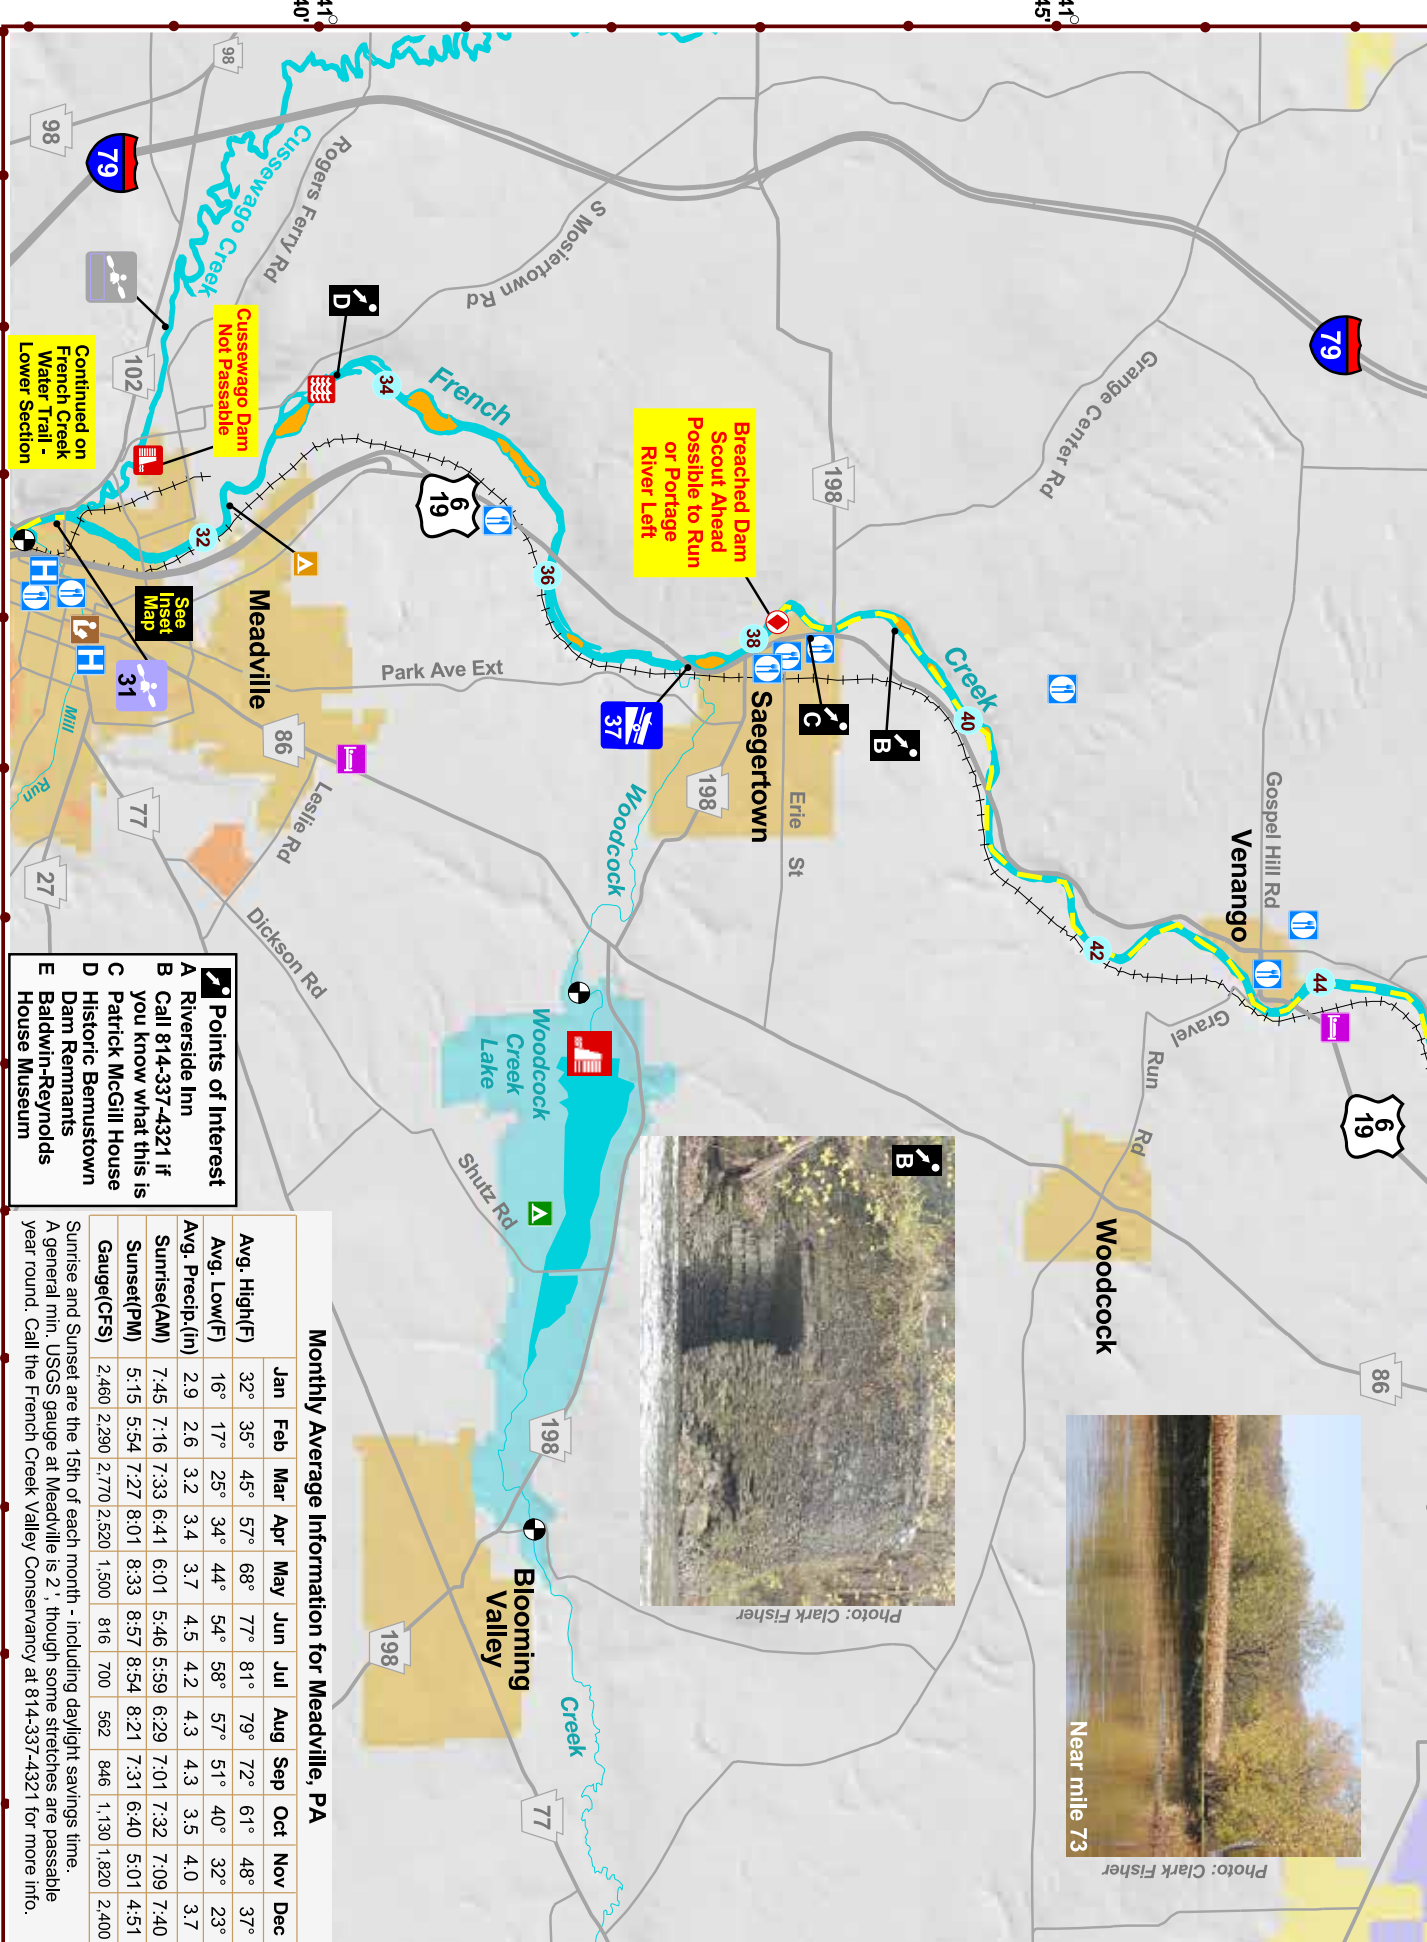 41°
40'
41°
45'
98
98
79
79
Cussewago Creek
Rogers Ferry Rd
S Mosiertown Rd
Grange Center Rd
Gospel Hill Rd
102
198
Cussewago Dam
Not Passable
Continued on
French Creek
Water Trail -
Lower Section
D
34
French
Creek
Breached Dam
Scout Ahead
Possible to Run
or Portage
River Left
6
19
32
36
38
40
42
44
See
Inset
Map
H
H
31
37
Meadville
Park Ave Ext
Mill
Run
86
77
27
Leslie Rd
Dickson Rd
Saegertown
C
B
198
Erie
St
Woodcock
Venango
Gravel
Run
Rd
6
19
Woodcock
86
Woodcock
Creek
Lake
Shutz Rd
198
198
Blooming
Valley
Creek
77
B
Photo: Clark Fisher
Near mile 73
Photo: Clark Fisher
Points of Interest
A Riverside Inn
B Call 814-337-4321 if
you know what this is
C Patrick McGill House
D Historic Bemustown
Dam Remnants
E Baldwin-Reynolds
House Museum
Monthly Average Information for Meadville, PA
Jan Feb Mar Apr May Jun Jul Aug Sep Oct Nov Dec
Avg. High(F) 32° 35° 45° 57° 68° 77° 81° 79° 72° 61° 48° 37°
Avg. Low(F) 16° 17° 25° 34° 44° 54° 58° 57° 51° 40° 32° 23°
Avg. Precip.(in) 2.9 2.6 3.2 3.4 3.7 4.5 4.2 4.3 4.3 3.5 4.0 3.7
Sunrise(AM) 7:45 7:16 7:33 6:41 6:01 5:46 5:59 6:29 7:01 7:32 7:09 7:40
Sunset(PM) 5:15 5:54 7:27 8:01 8:33 8:57 8:54 8:21 7:31 6:40 5:01 4:51
Gauge(CFS) 2,460 2,290 2,770 2,520 1,500 816 700 562 846 1,130 1,820 2,400
Sunrise and Sunset are the 15th of each month - including daylight savings time.
A general min. USGS gauge at Meadville is 2 ', though some stretches are passable
year round. Call the French Creek Valley Conservancy at 814-337-4321 for more info.